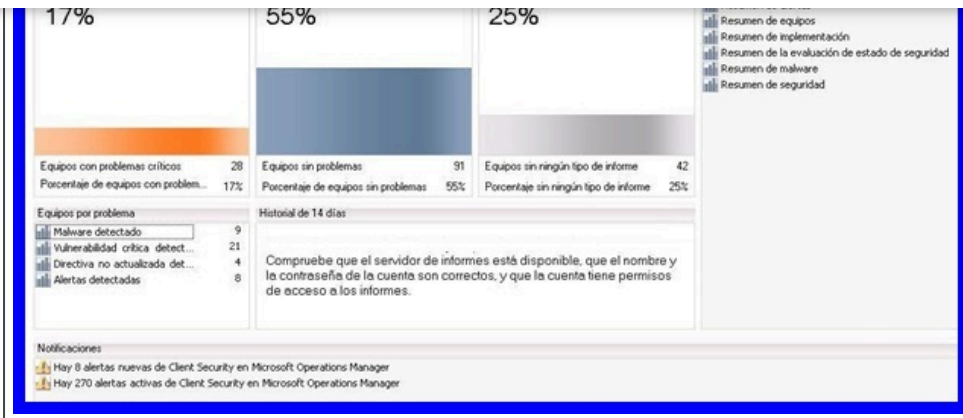 17%
55%
25%
Resumen de equipos
Resumen de implementación
Resumen de la evaluación de estado de seguridad
Resumen de malware
Resumen de seguridad
Equipos con problemas críticos 28
Porcentaje de equipos con problem... 17%
Equipos sin problemas 91
Porcentaje de equipos sin problemas 55%
Equipos sin ningún tipo de informe 42
Porcentaje sin ningún tipo de informe 25%
Equipos por problema
Malware detectado 9
Vulnerabilidad crítica detect... 21
Directiva no actualizada det... 4
Alertas detectadas 8
Historial de 14 días
Compruebe que el servidor de informes está disponible, que el nombre y
la contraseña de la cuenta son correctos, y que la cuenta tiene permisos
de acceso a los informes.
Notificaciones
Hay 8 alertas nuevas de Client Security en Microsoft Operations Manager
Hay 270 alertas activas de Client Security en Microsoft Operations Manager